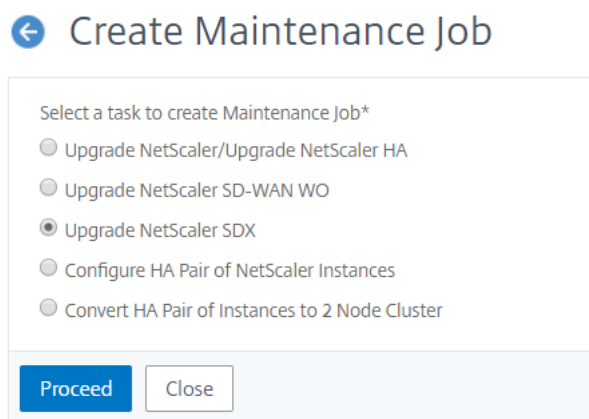 Create Maintenance Job
Select a task to create Maintenance Job*
Upgrade NetScaler/Upgrade NetScaler HA
Upgrade NetScaler SD-WAN WO
Upgrade NetScaler SDX
Configure HA Pair of NetScaler Instances
Convert HA Pair of Instances to 2 Node Cluster
Proceed Close